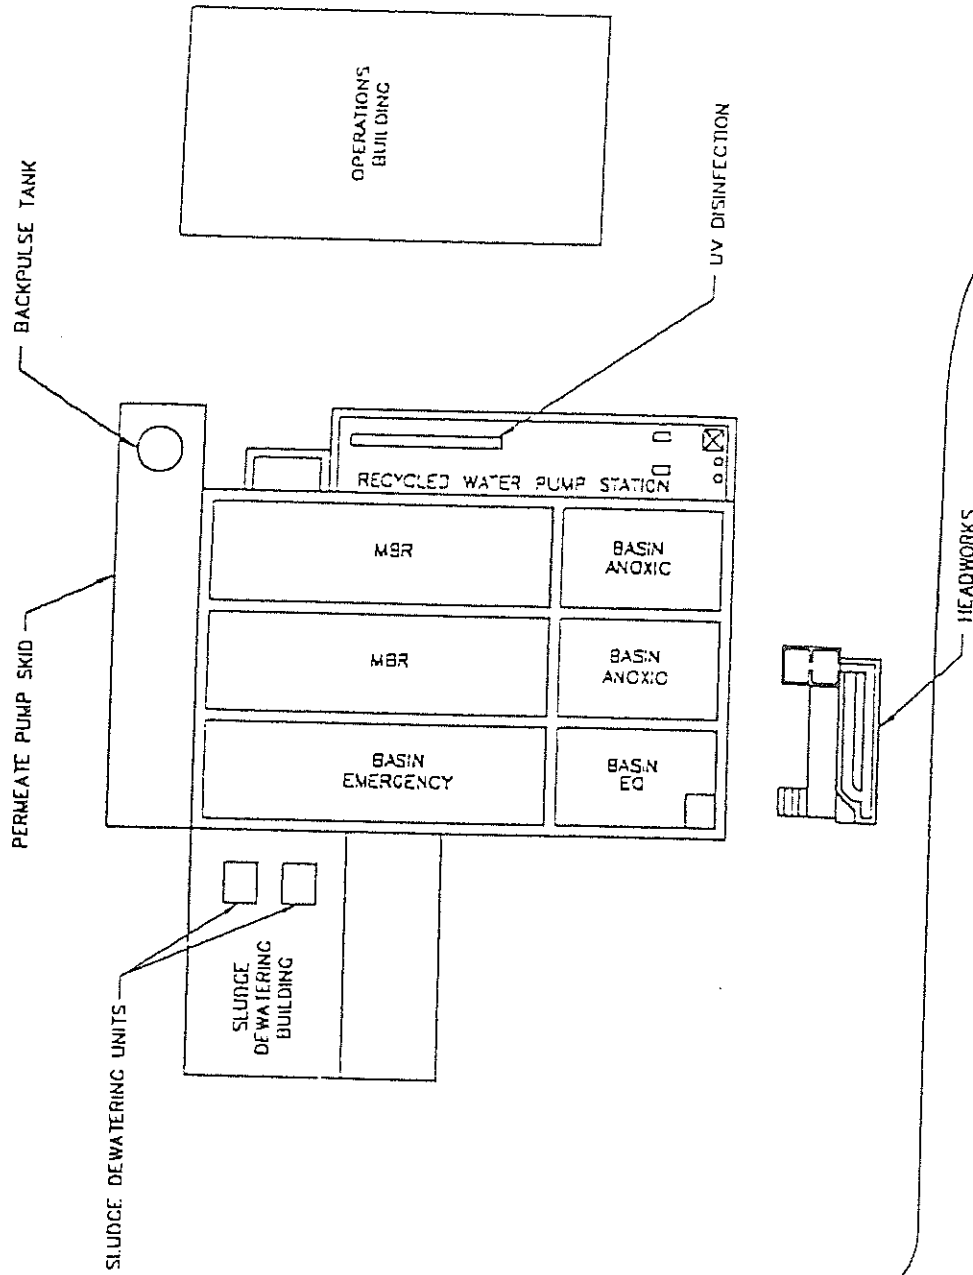 OPERATIONS
BUILDING
BACKPULSE TANK
UV DISINFECTION
PERMEATE PUMP SKID
RECYCLED WATER PUMP STATION
MBR
BASIN
ANOXIC
MBR
BASIN
ANOXIC
BASIN
EMERGENCY
BASIN
EQ
HEADWORKS
SLUDGE DEWATERING UNITS
SLUDGE
DEWATERING
BUILDING